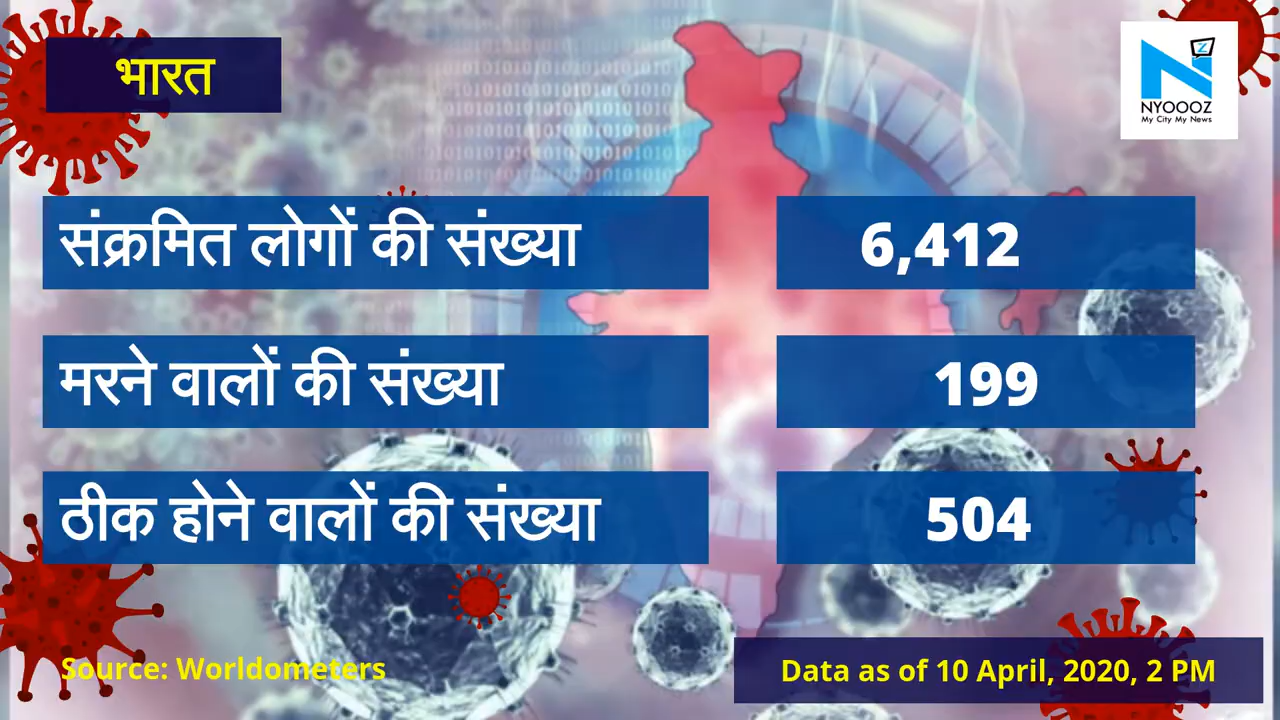 भारत
NYOOOZ
My City My News
संक्रमित लोगों की संख्या
6,412
मरने वालों की संख्या
199
ठीक होने वालों की संख्या
504
Source: Worldometers
Data as of 10 April, 2020, 2 PM